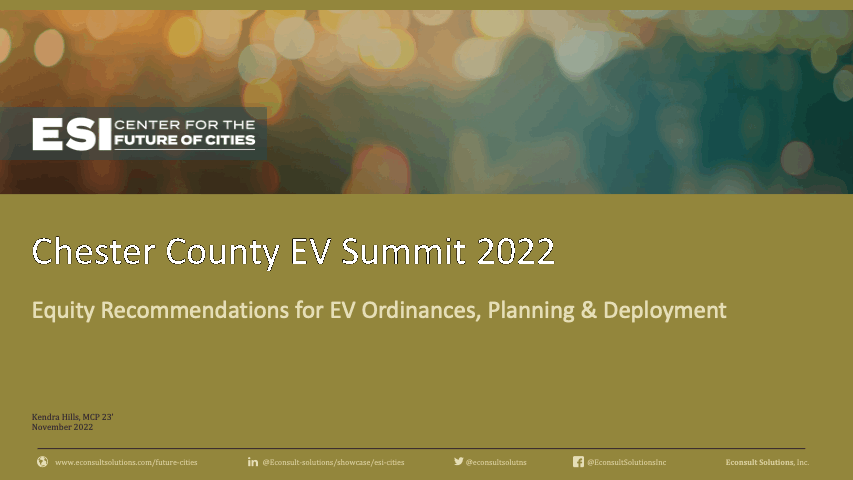 ESI CENTER FOR THE
FUTURE OF CITIES
Chester County EV Summit 2022
Equity Recommendations for EV Ordinances, Planning & Deployment
Kendra Hills, MCP 23'
November 2022
www.econsultsolutions.com/future-cities @Econsult-solutions/showcase/esi-cities @econsultsolutns @EconsultSolutionsInc Econsult Solutions, Inc.